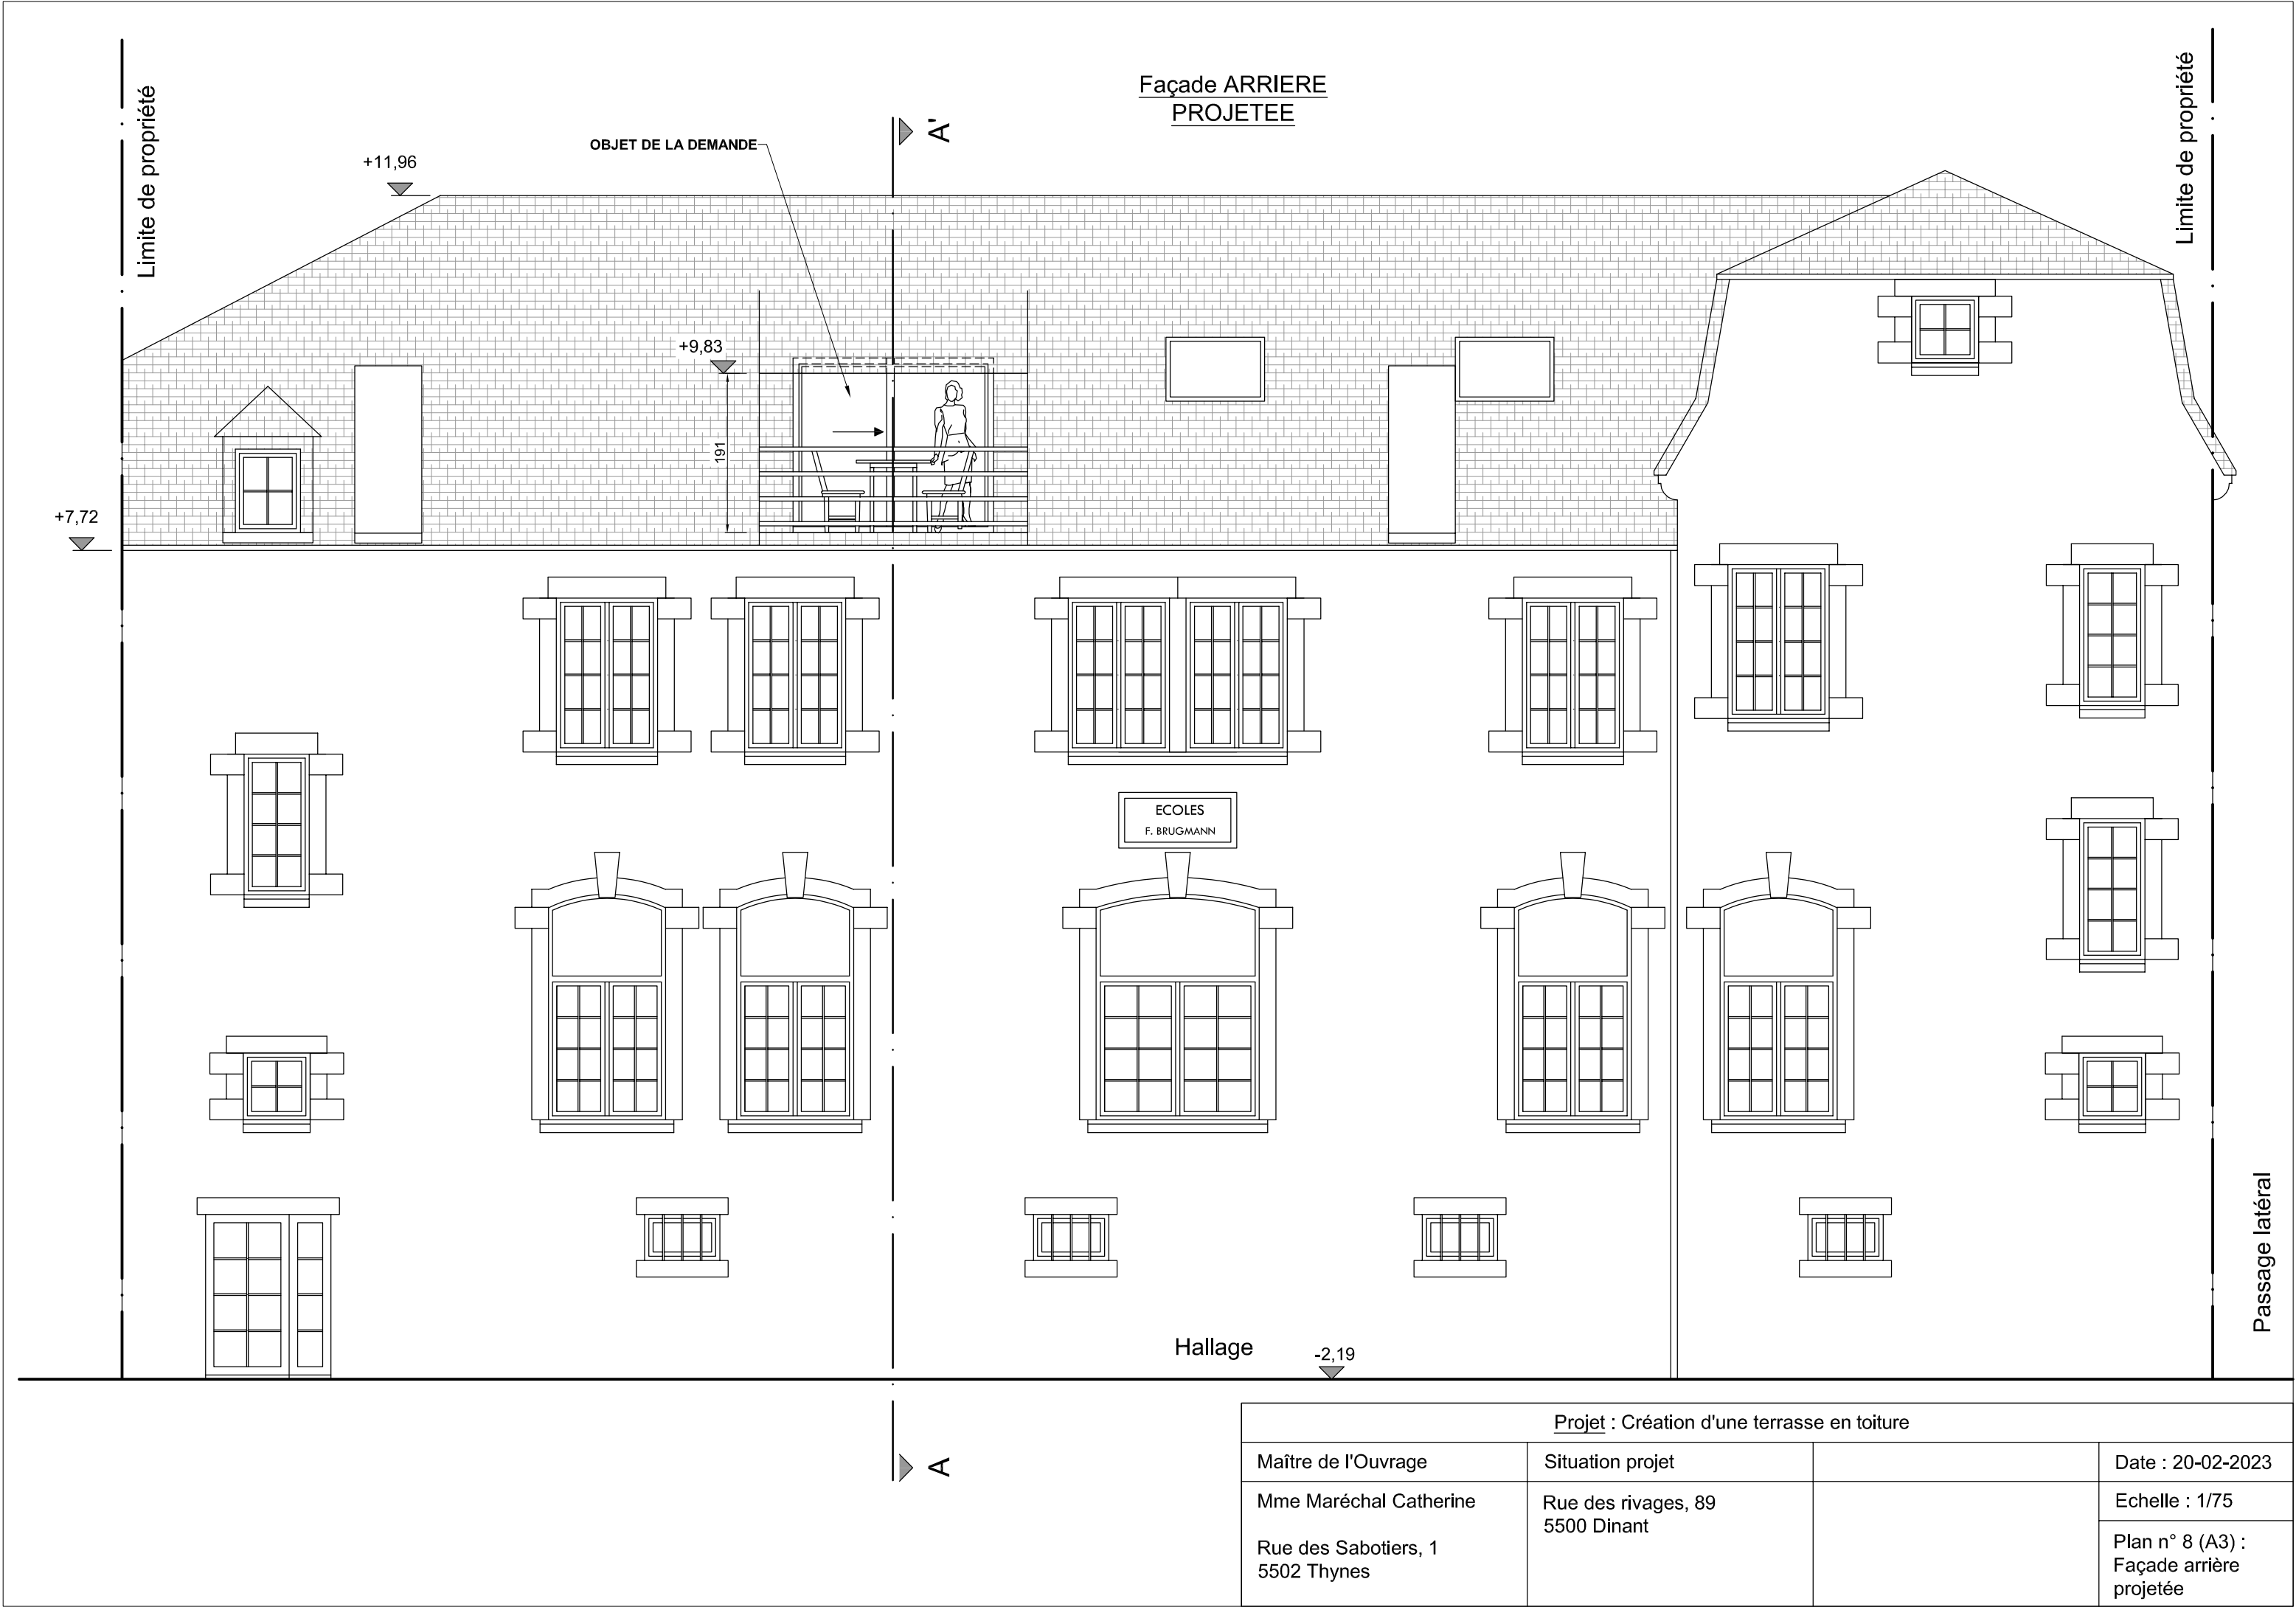 Façade ARRIERE
PROJETEE
Limite de propriété
Limite de propriété
A'
OBJET DE LA DEMANDE
+11,96
+9,83
191
+7,72
ECOLES
F. BRUGMANN
Passage latéral
Hallage
-2,19
A
Projet : Création d'une terrasse en toiture
Maître de l'Ouvrage
Situation projet
Date : 20-02-2023
Mme Maréchal Catherine
Rue des Sabotiers, 1
5502 Thynes
Rue des rivages, 89
5500 Dinant
Echelle : 1/75
Plan n° 8 (A3) :
Façade arrière
projetée